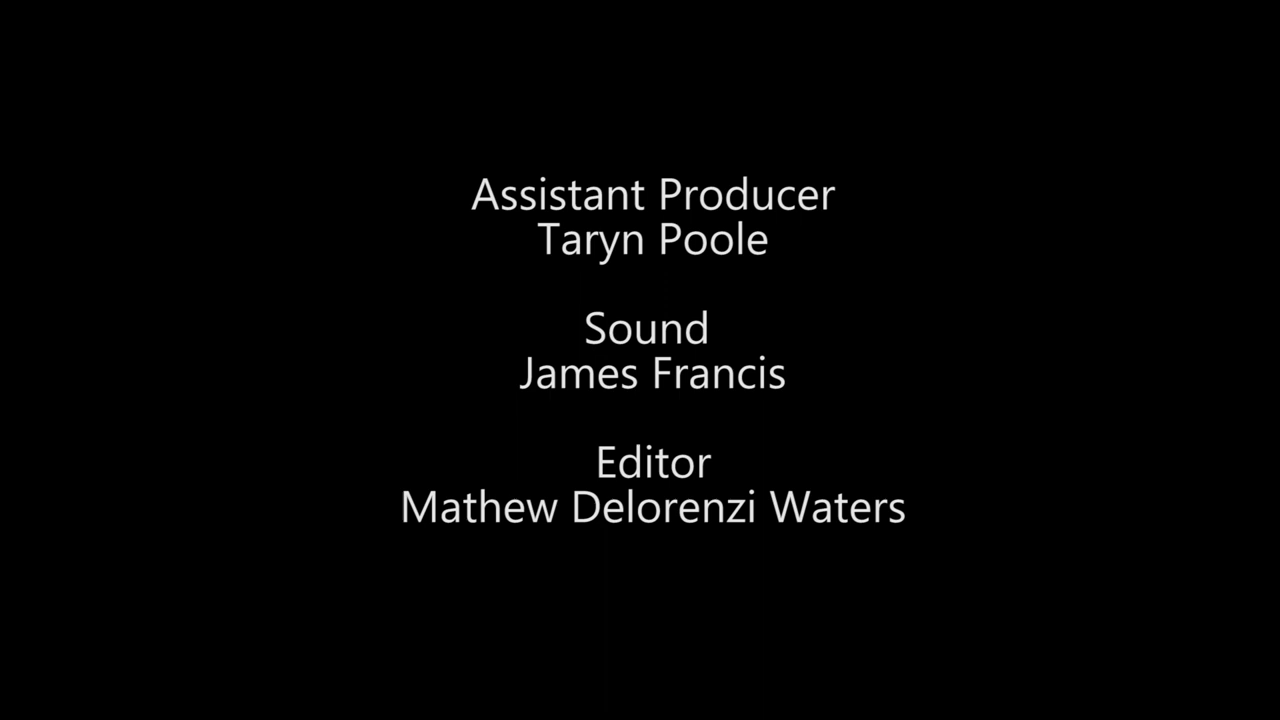 Assistant Producer
Taryn Poole
Sound
James Francis
Editor
Mathew Delorenzi Waters